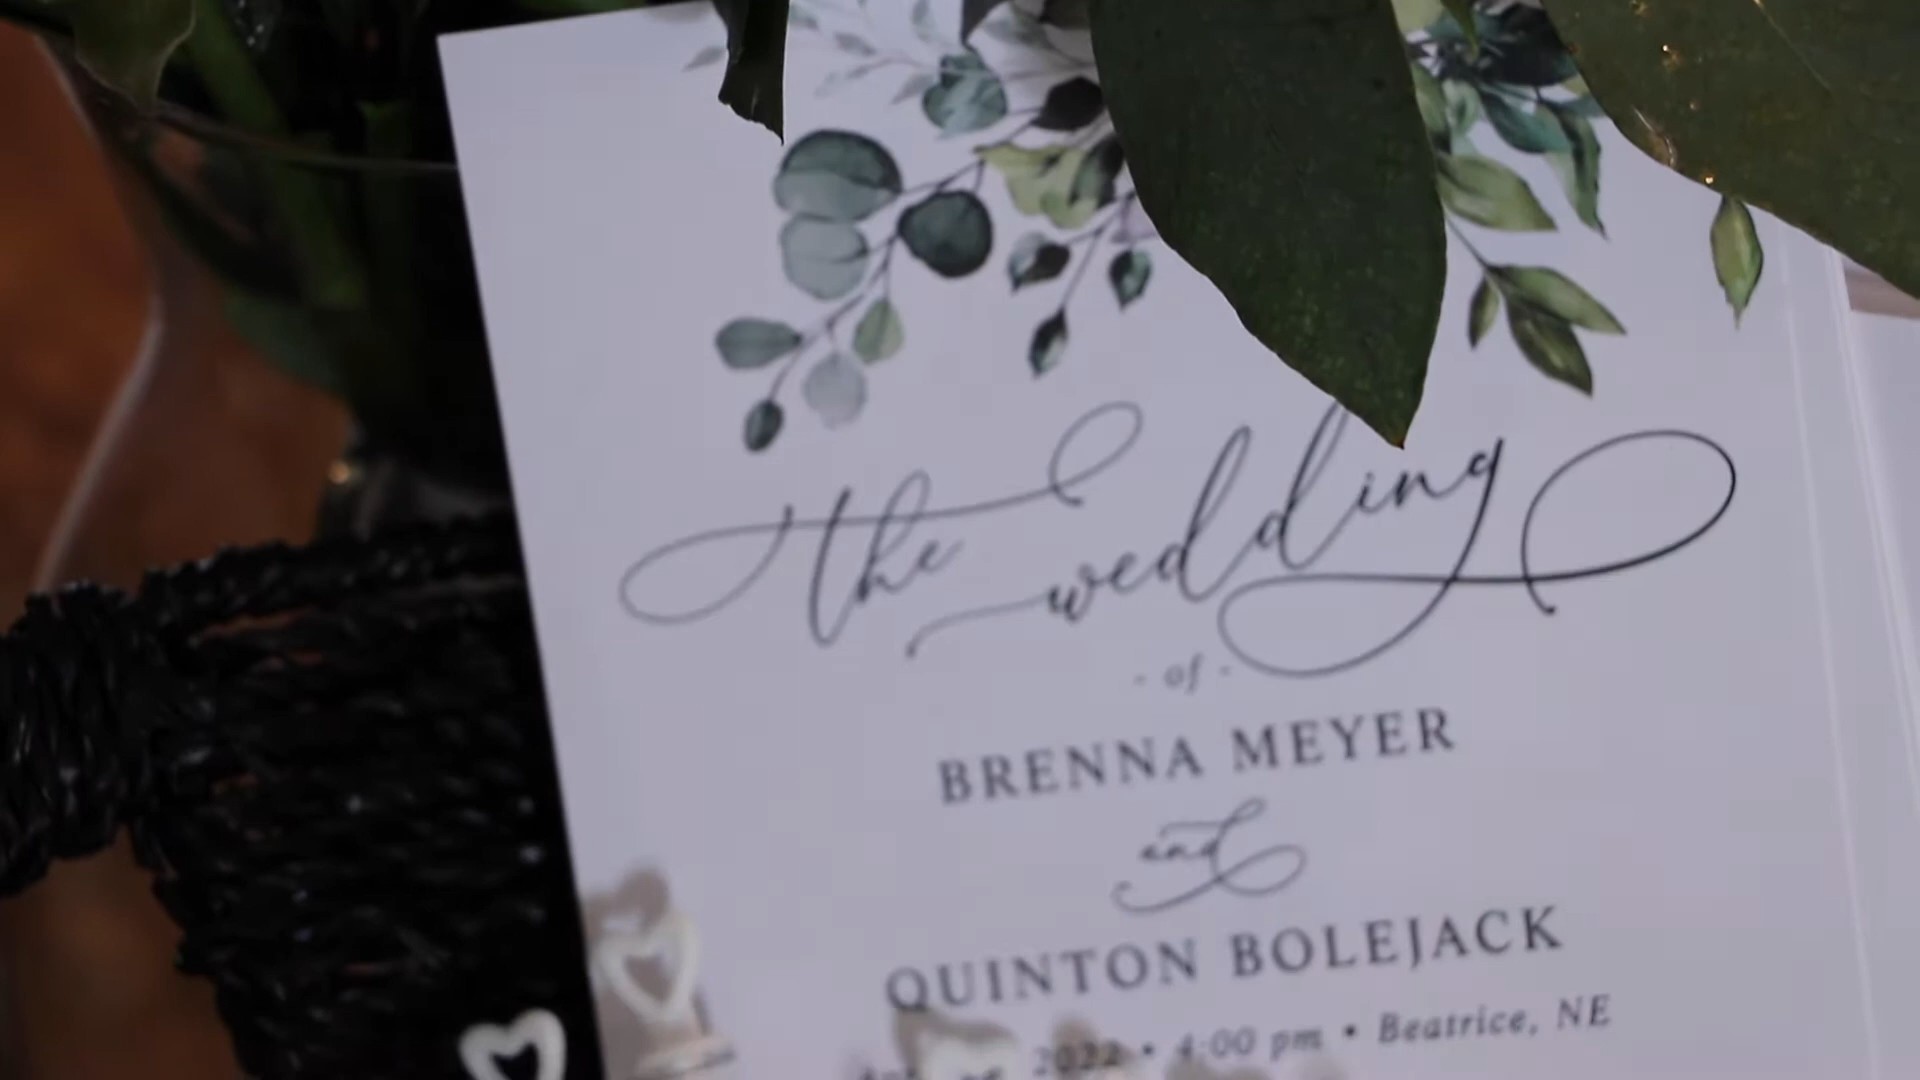 the wedding
- of -
BRENNA MEYER
and
QUINTON BOLEJACK
2022 • 4:00 pm • Beatrice, NE